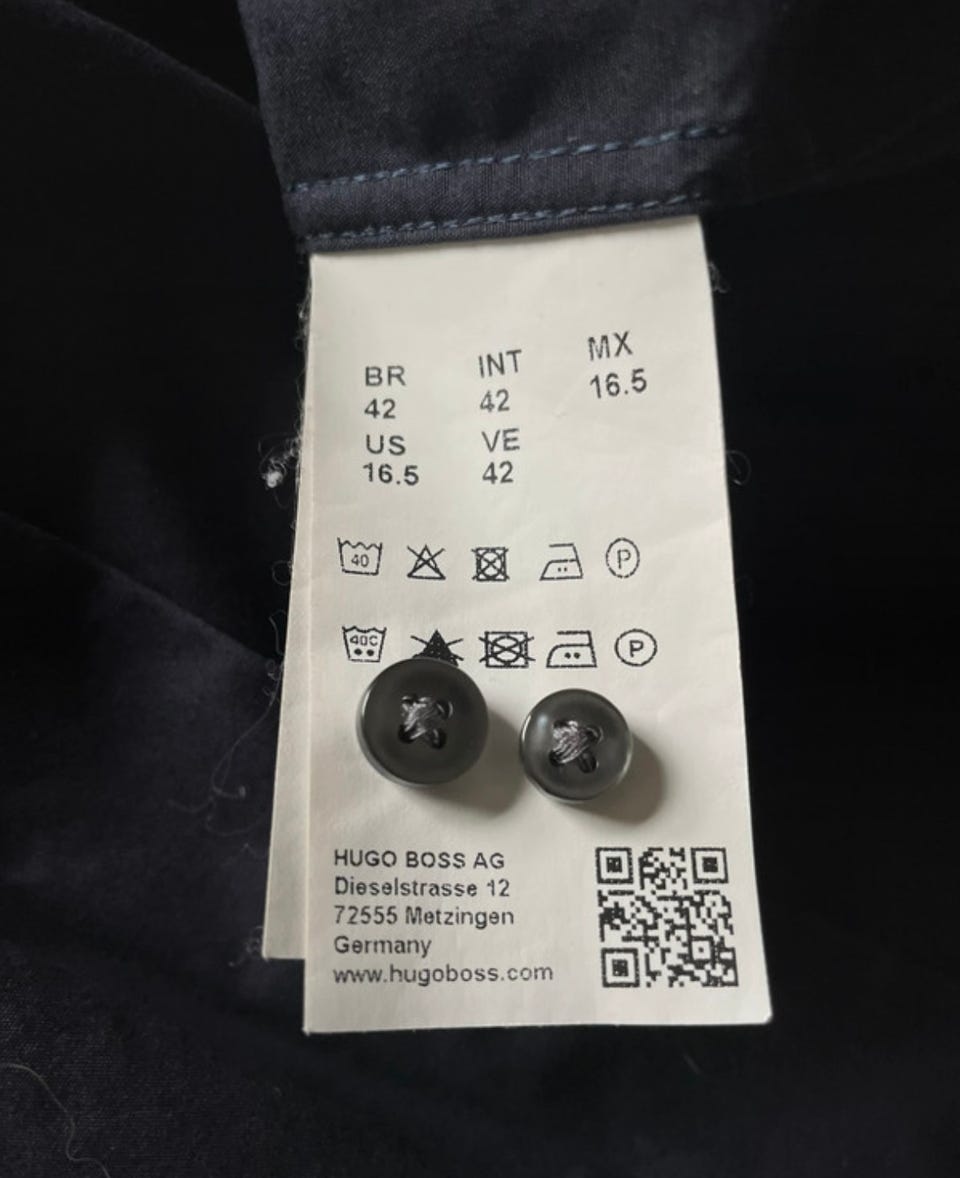 BR INT MX
42 42 16.5
US VE
16.5 42
40 P
40C P
HUGO BOSS AG
Dieselstrasse 12
72555 Metzingen
Germany
www.hugoboss.com